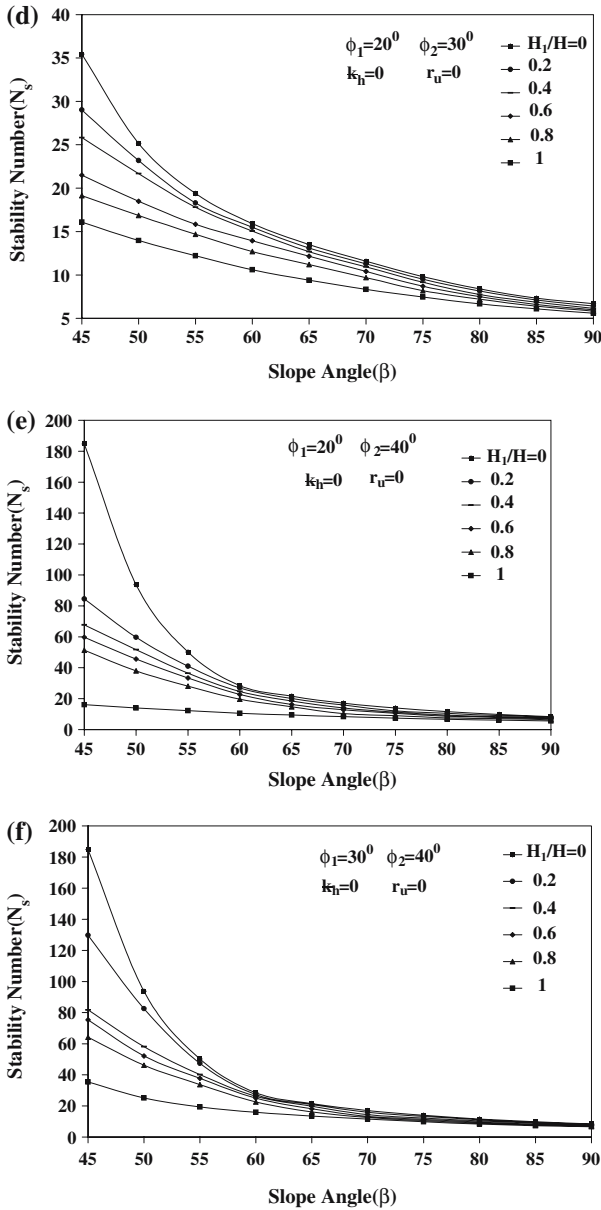 (d)
ϕ₁=20⁰ ϕ₂=30⁰
kₕ=0 rᵤ=0
H₁/H=0
0.2
0.4
0.6
0.8
1
Stability Number(Nₛ)
40
35
30
25
20
15
10
5
45 50 55 60 65 70 75 80 85 90
Slope Angle(β)
(e)
ϕ₁=20⁰ ϕ₂=40⁰
kₕ=0 rᵤ=0
H₁/H=0
0.2
0.4
0.6
0.8
1
Stability Number(Nₛ)
200
180
160
140
120
100
80
60
40
20
0
45 50 55 60 65 70 75 80 85 90
Slope Angle(β)
(f)
ϕ₁=30⁰ ϕ₂=40⁰
kₕ=0 rᵤ=0
H₁/H=0
0.2
0.4
0.6
0.8
1
Stability Number(Nₛ)
200
180
160
140
120
100
80
60
40
20
0
45 50 55 60 65 70 75 80 85 90
Slope Angle(β)